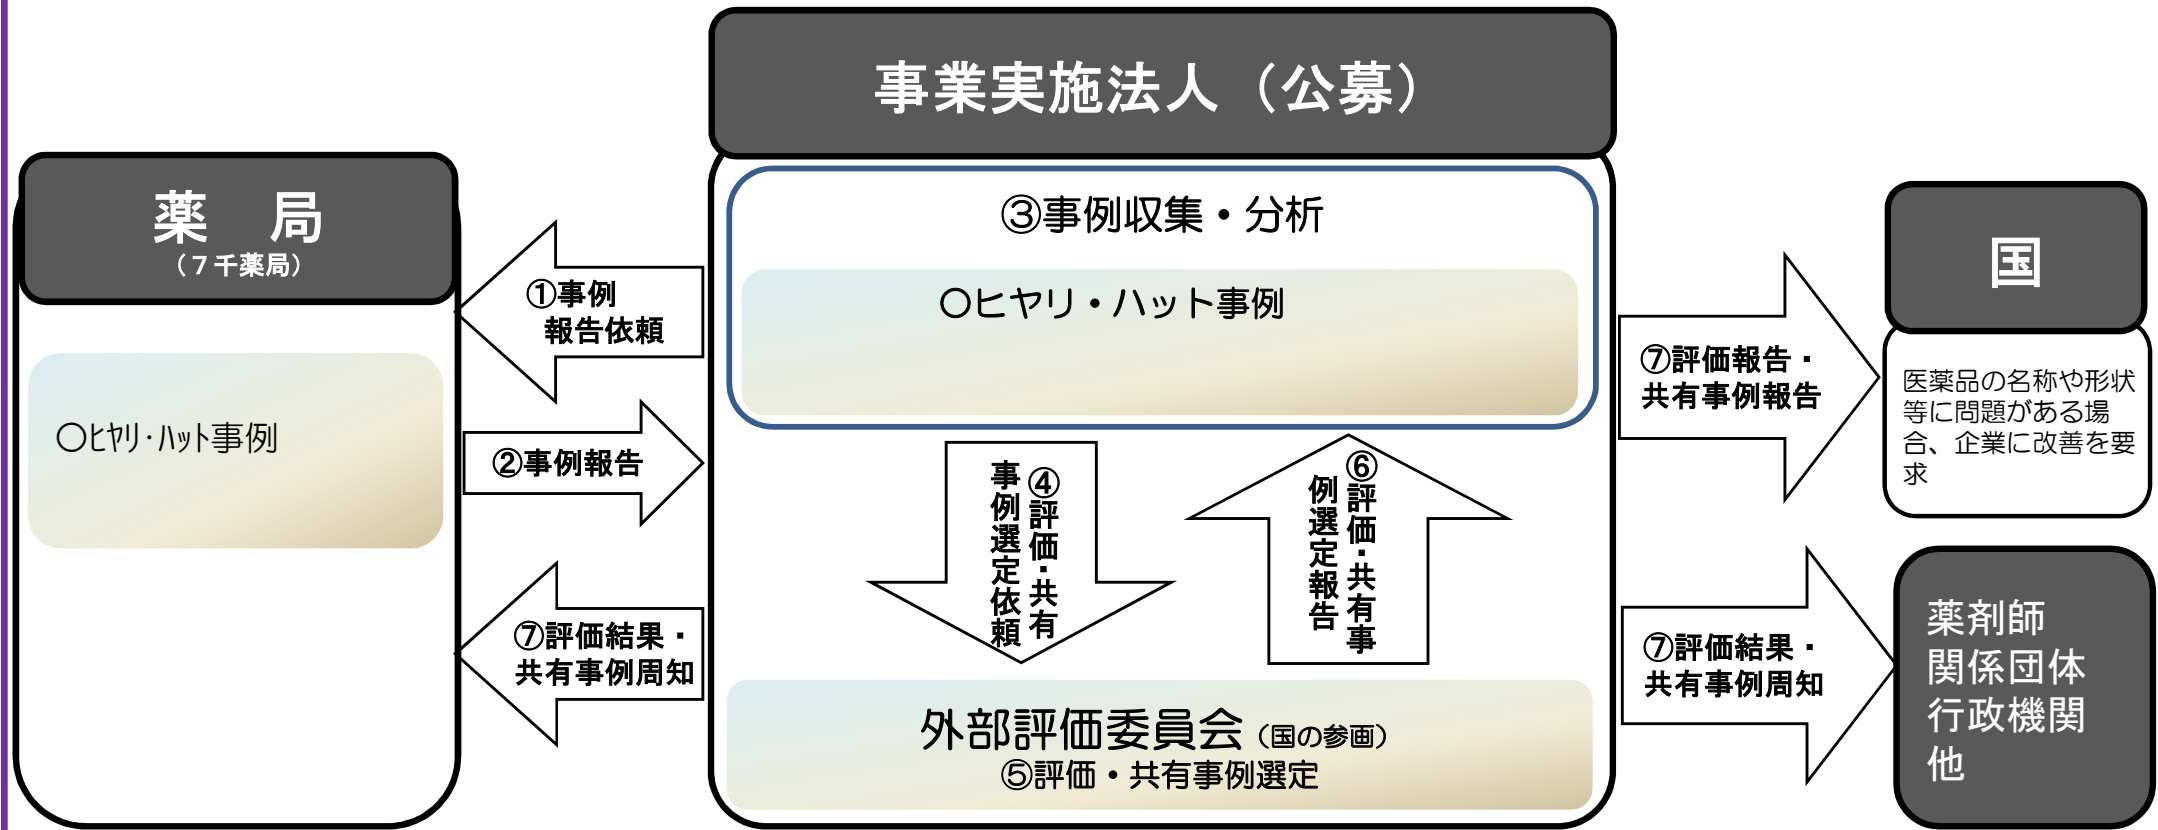 事業実施法人（公募）
薬　局
（７千薬局）
○ﾋﾔﾘ・ﾊｯﾄ事例
①事例
報告依頼
②事例報告
⑦評価結果・
共有事例周知
③事例収集・分析
○ヒヤリ・ハット事例
④評価・共有
事例選定依頼
⑥評価・共有事
例選定報告
外部評価委員会（国の参画）
⑤評価・共有事例選定
⑦評価報告・
共有事例報告
国
医薬品の名称や形状
等に問題がある場
合、企業に改善を要
求
⑦評価結果・
共有事例周知
薬剤師
関係団体
行政機関
他